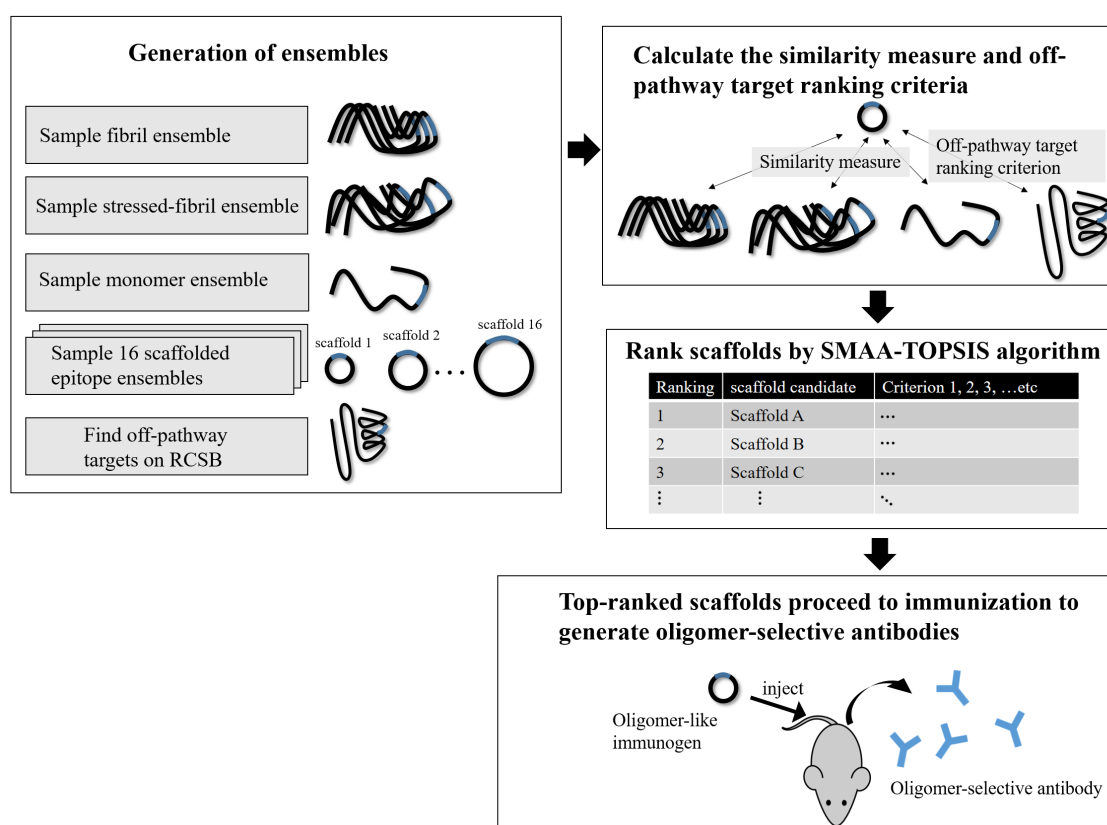 Generation of ensembles
Sample fibril ensemble
Sample stressed-fibril ensemble
Sample monomer ensemble
Sample 16 scaffolded
epitope ensembles
scaffold 1
scaffold 2
...
scaffold 16
Find off-pathway
targets on RCSB
Calculate the similarity measure and off-
pathway target ranking criteria
Similarity measure
Off-pathway target
ranking criterion
Rank scaffolds by SMAA-TOPSIS algorithm
Ranking scaffold candidate Criterion 1, 2, 3, …etc
1 Scaffold A ⋯
2 Scaffold B ⋯
3 Scaffold C ⋯
⋮ ⋮ ⋱
Top-ranked scaffolds proceed to immunization to
generate oligomer-selective antibodies
inject
Oligomer-like
immunogen
Oligomer-selective antibody